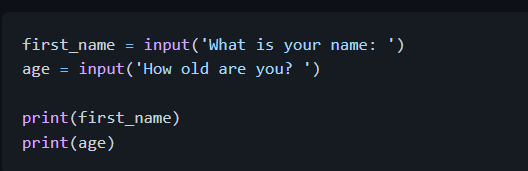 first_name = input('What is your name: ')
age = input('How old are you? ')

print(first_name)
print(age)